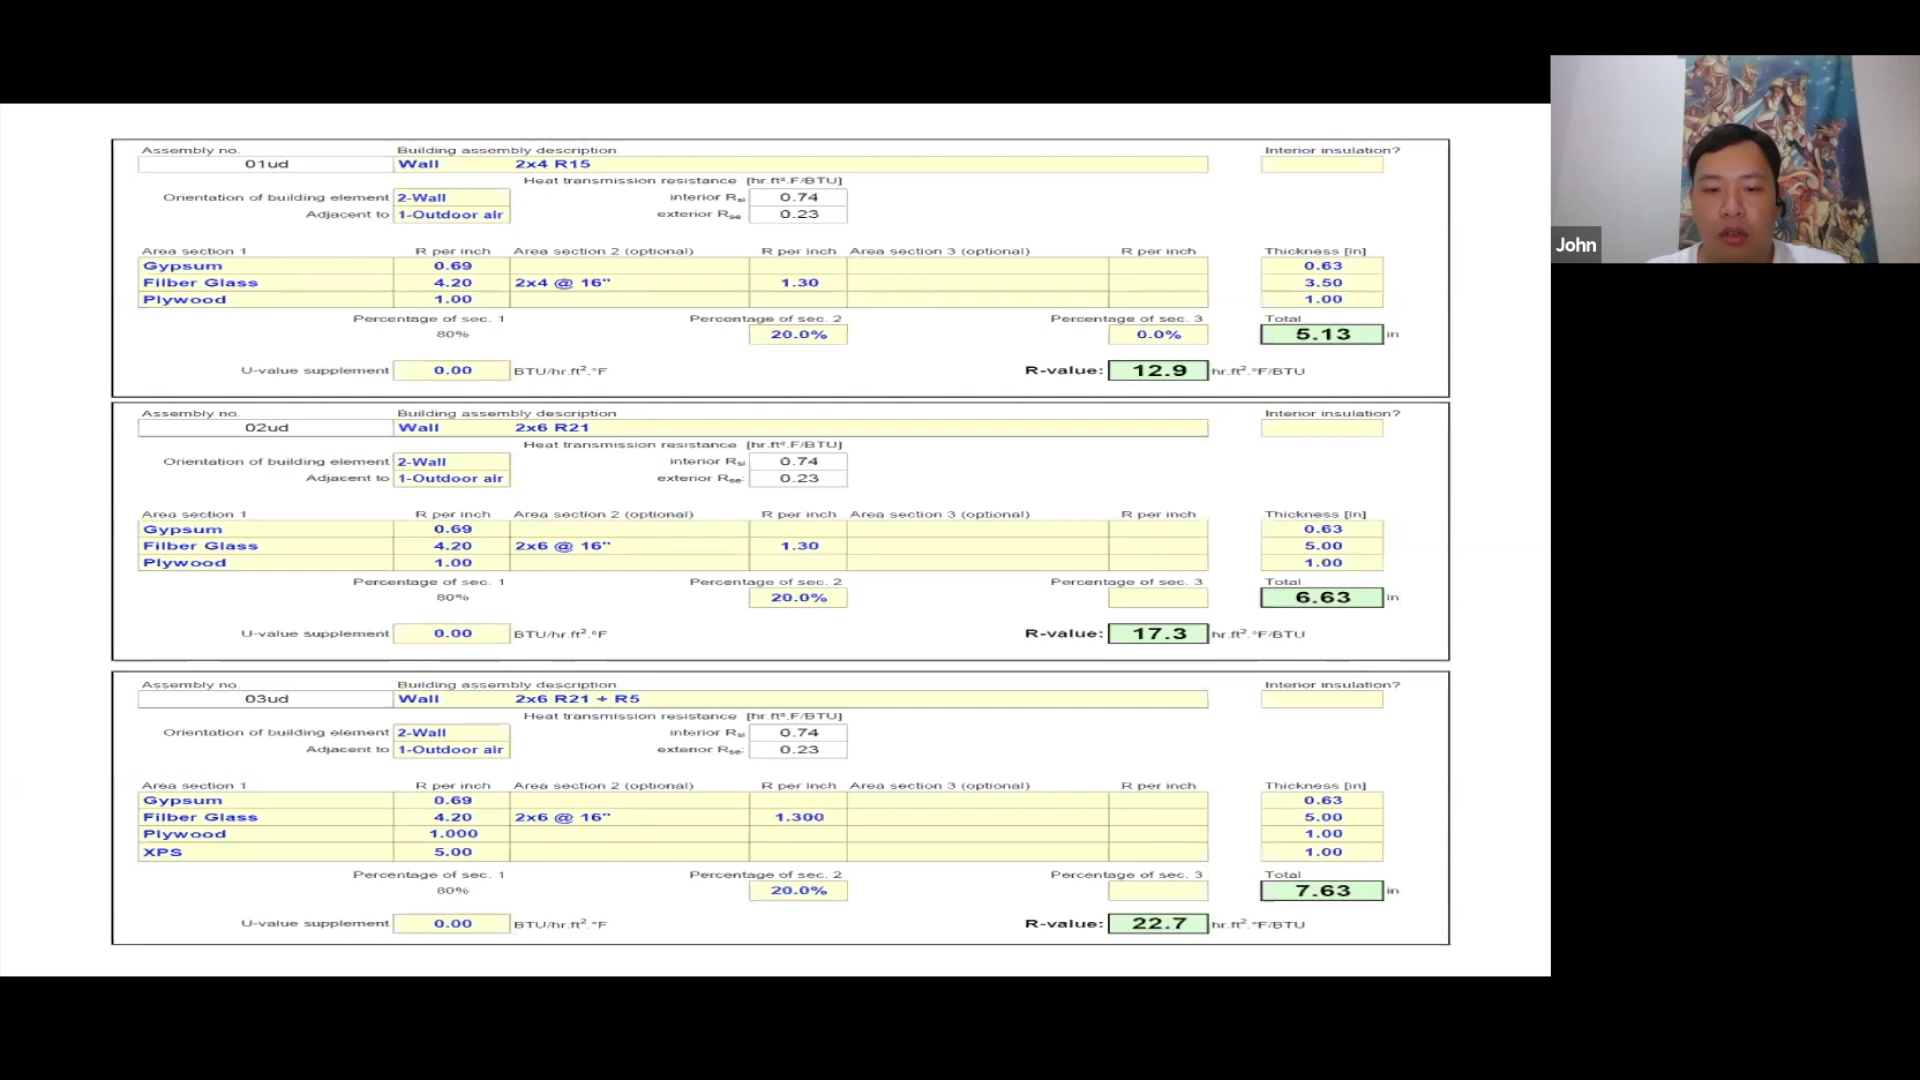 Assembly no. Building assembly description Interior insulation?
01ud Wall 2x4 R15
Heat transmission resistance [hr.ft².F/BTU]
Orientation of building element 2-Wall interior Rsi 0.74
Adjacent to 1-Outdoor air exterior Rse 0.23
Area section 1 R per inch Area section 2 (optional) R per inch Area section 3 (optional) R per inch Thickness [in]
Gypsum 0.69 0.63
Filber Glass 4.20 2x4 @ 16" 1.30 3.50
Plywood 1.00 1.00
Percentage of sec. 1 Percentage of sec. 2 Percentage of sec. 3 Total
80% 20.0% 0.0% 5.13 in
U-value supplement 0.00 BTU/hr.ft².°F R-value: 12.9 hr.ft².°F/BTU
Assembly no. Building assembly description Interior insulation?
02ud Wall 2x6 R21
Heat transmission resistance [hr.ft².F/BTU]
Orientation of building element 2-Wall interior Rsi 0.74
Adjacent to 1-Outdoor air exterior Rse: 0.23
Area section 1 R per inch Area section 2 (optional) R per inch Area section 3 (optional) R per inch Thickness [in]
Gypsum 0.69 0.63
Filber Glass 4.20 2x6 @ 16" 1.30 5.00
Plywood 1.00 1.00
Percentage of sec. 1 Percentage of sec. 2 Percentage of sec. 3 Total
80% 20.0% 6.63 in
U-value supplement 0.00 BTU/hr.ft².°F R-value: 17.3 hr.ft².°F/BTU
Assembly no. Building assembly description Interior insulation?
03ud Wall 2x6 R21 + R5
Heat transmission resistance [hr.ft².F/BTU]
Orientation of building element 2-Wall interior Rsi 0.74
Adjacent to 1-Outdoor air exterior Rse: 0.23
Area section 1 R per inch Area section 2 (optional) R per inch Area section 3 (optional) R per inch Thickness [in]
Gypsum 0.69 0.63
Filber Glass 4.20 2x6 @ 16" 1.300 5.00
Plywood 1.000 1.00
XPS 5.00 1.00
Percentage of sec. 1 Percentage of sec. 2 Percentage of sec. 3 Total
80% 20.0% 7.63 in
U-value supplement 0.00 BTU/hr.ft².°F R-value: 22.7 hr.ft².°F/BTU
John